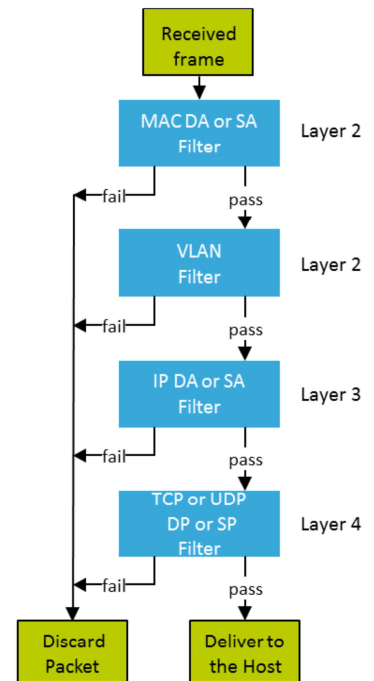 Received
frame
MAC DA or SA
Filter
Layer 2
fail
pass
VLAN
Filter
Layer 2
fail
pass
IP DA or SA
Filter
Layer 3
fail
pass
TCP or UDP
DP or SP
Filter
Layer 4
fail
pass
Discard
Packet
Deliver to
the Host